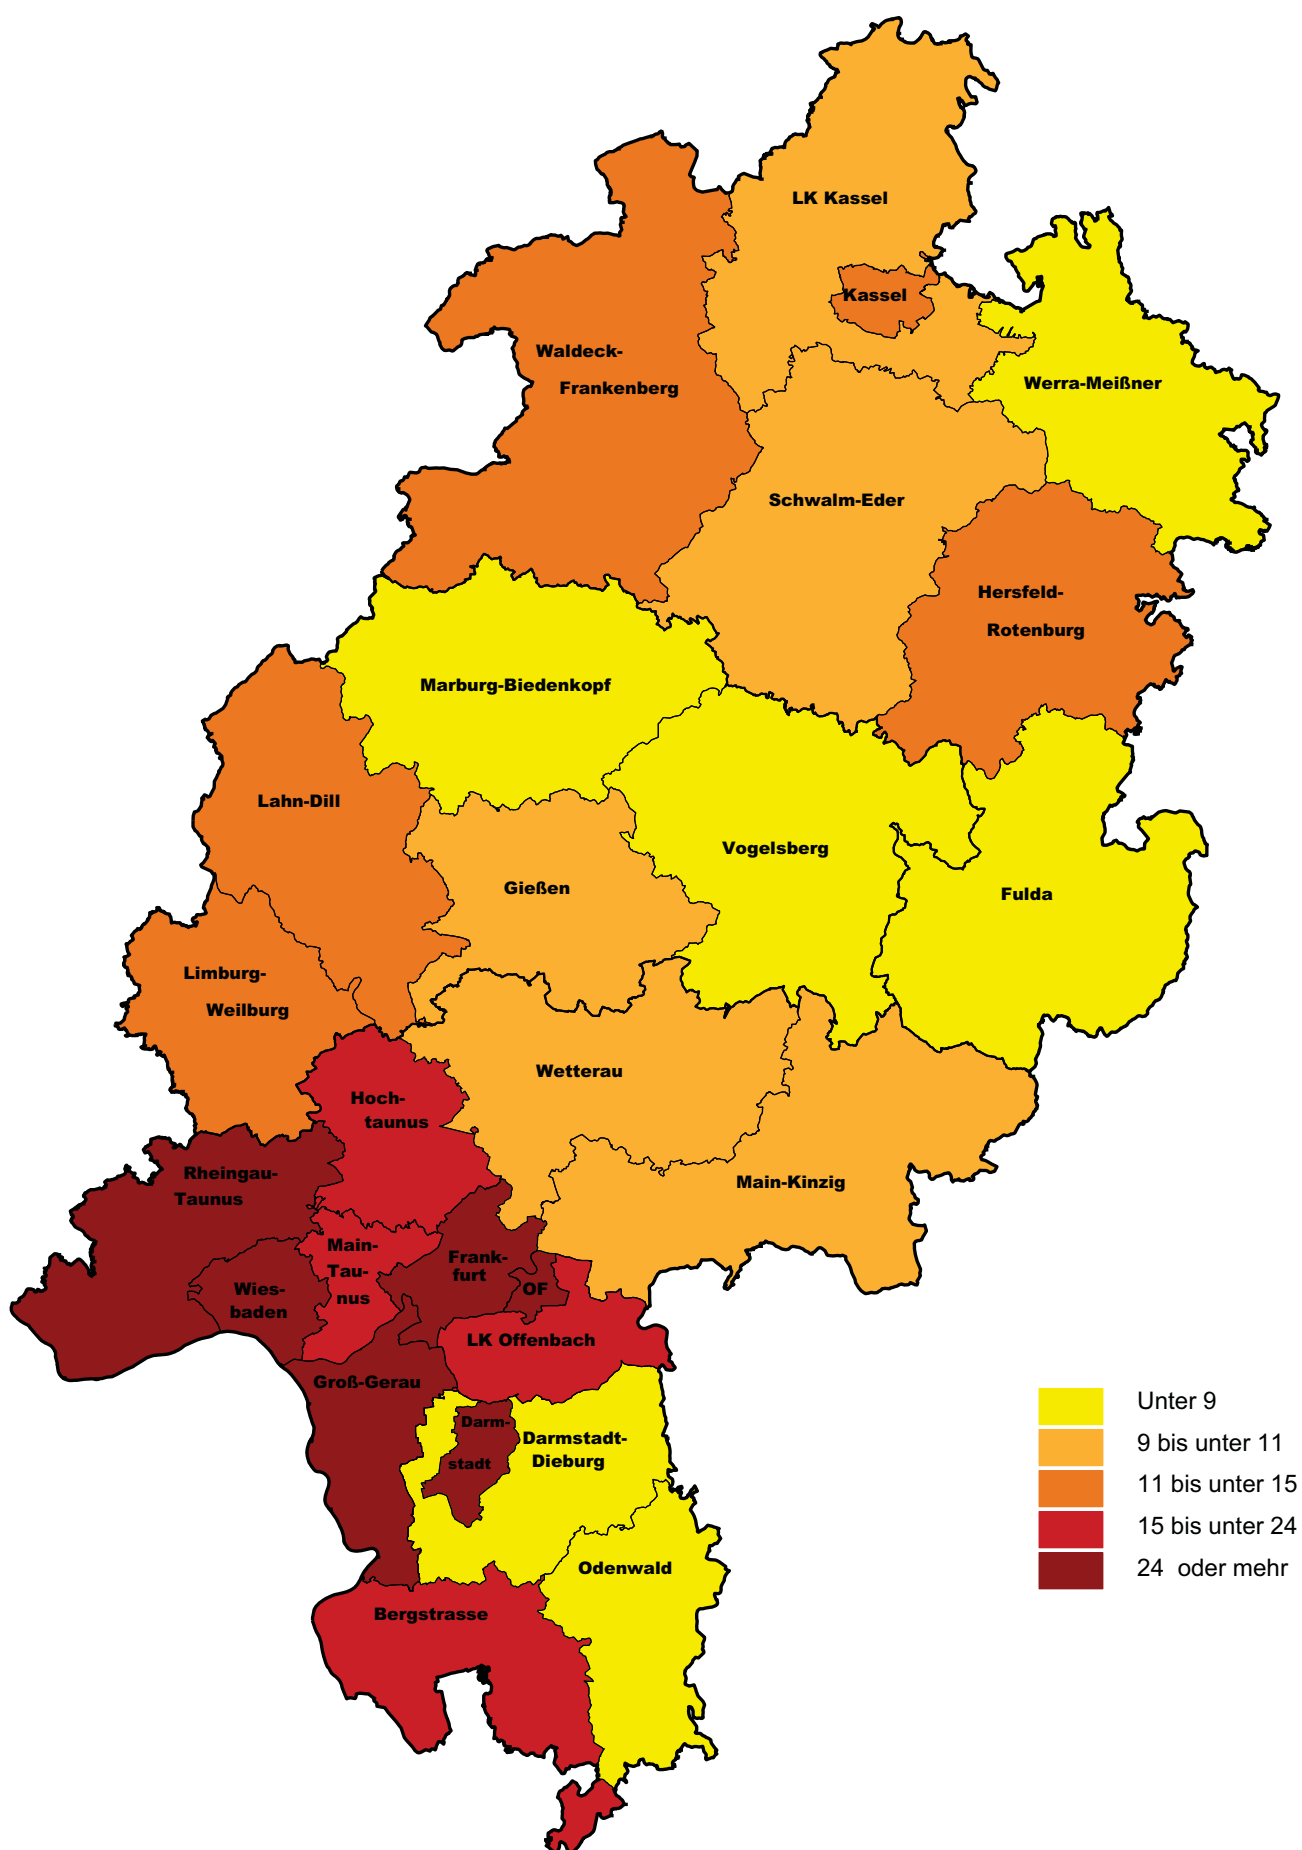 LK Kassel
Kassel
Waldeck-
Frankenberg
Werra-Meißner
Schwalm-Eder
Hersfeld-
Rotenburg
Marburg-Biedenkopf
Lahn-Dill
Vogelsberg
Gießen
Fulda
Limburg-
Weilburg
Wetterau
Hoch-
taunus
Rheingau-
Taunus
Main-Kinzig
Main-
Tau-
nus
Frank-
furt
OF
Wies-
baden
LK Offenbach
Groß-Gerau
Darm-
stadt
Darmstadt-
Dieburg
Odenwald
Bergstrasse
Unter 9
9 bis unter 11
11 bis unter 15
15 bis unter 24
24 oder mehr